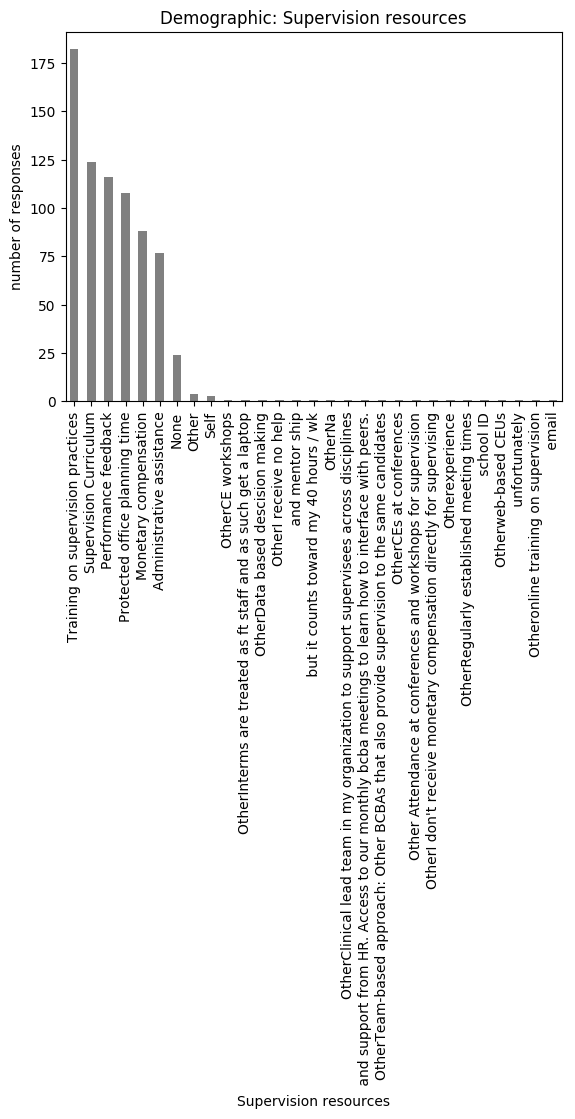 Demographic: Supervision resources
number of responses
175
150
125
100
75
50
25
0
Training on supervision practices
Supervision Curriculum
Performance feedback
Protected office planning time
Monetary compensation
Administrative assistance
None
Other
Self
OtherCE workshops
OtherInterms are treated as ft staff and as such get a laptop
OtherData based descision making
OtherI receive no help
and mentor ship
but it counts toward my 40 hours / wk
OtherNa
OtherClinical lead team in my organization to support supervisees across disciplines
and support from HR. Access to our monthly bcba meetings to learn how to interface with peers.
OtherTeam-based approach: Other BCBAs that also provide supervision to the same candidates
OtherCEs at conferences
Other Attendance at conferences and workshops for supervision
OtherI don't receive monetary compensation directly for supervising
Otherexperience
OtherRegularly established meeting times
school ID
Otherweb-based CEUs
unfortunately
Otheronline training on supervision
email
Supervision resources